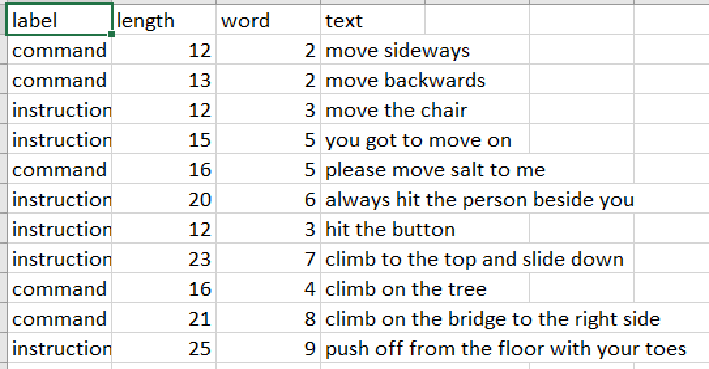 label length word text
command 12 2 move sideways
command 13 2 move backwards
instruction 12 3 move the chair
instruction 15 5 you got to move on
command 16 5 please move salt to me
instruction 20 6 always hit the person beside you
instruction 12 3 hit the button
instruction 23 7 climb to the top and slide down
command 16 4 climb on the tree
command 21 8 climb on the bridge to the right side
instruction 25 9 push off from the floor with your toes